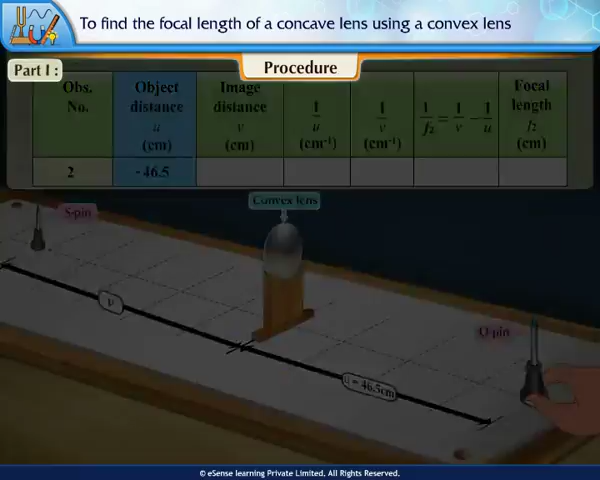 To find the focal length of a concave lens using a convex lens
Part I :
Procedure
Obs. No.
Object distance u (cm)
Image distance v (cm)
1/u (cm⁻¹)
1/v (cm⁻¹)
1/f₂ = 1/v − 1/u
Focal length f₂ (cm)
2
-46.5
Convex lens
S-pin
O-pin
v
u = 46.5cm
© eSense learning Private Limited. All Rights Reserved.